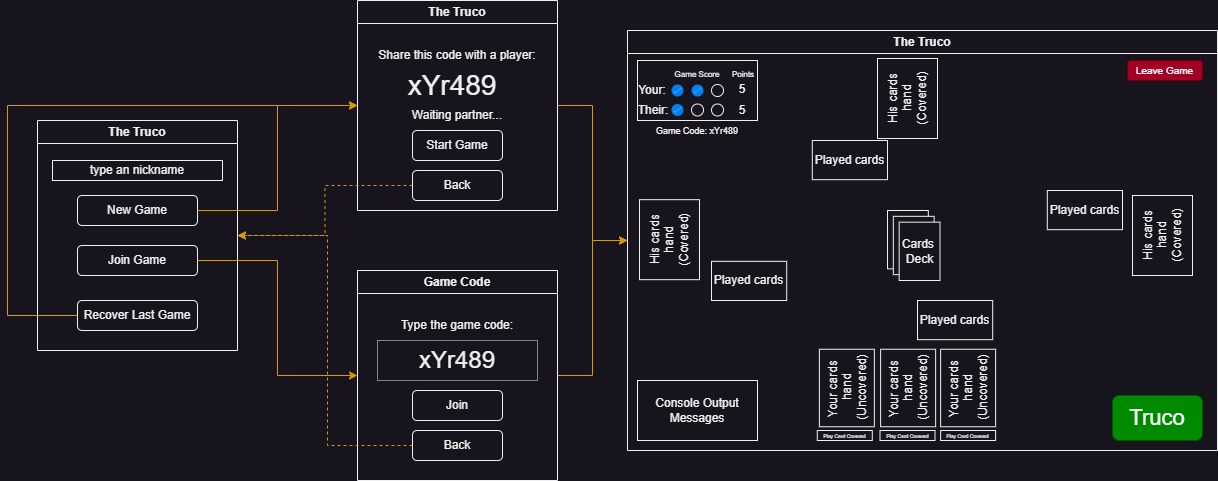 The Truco
type an nickname
New Game
Join Game
Recover Last Game
The Truco
Share this code with a player:
xYr489
Waiting partner...
Start Game
Back
Game Code
Type the game code:
xYr489
Join
Back
The Truco
Game Score Points
Your: 5
Their: 5
Game Code: xYr489
His cards
hand
(Covered)
Leave Game
Played cards
His cards
hand
(Covered)
Played cards
Cards
Deck
Played cards
His cards
hand
(Covered)
Played cards
Your cards
hand
(Uncovered)
Your cards
hand
(Uncovered)
Your cards
hand
(Uncovered)
Play Card Covered
Play Card Covered
Play Card Covered
Console Output
Messages
Truco